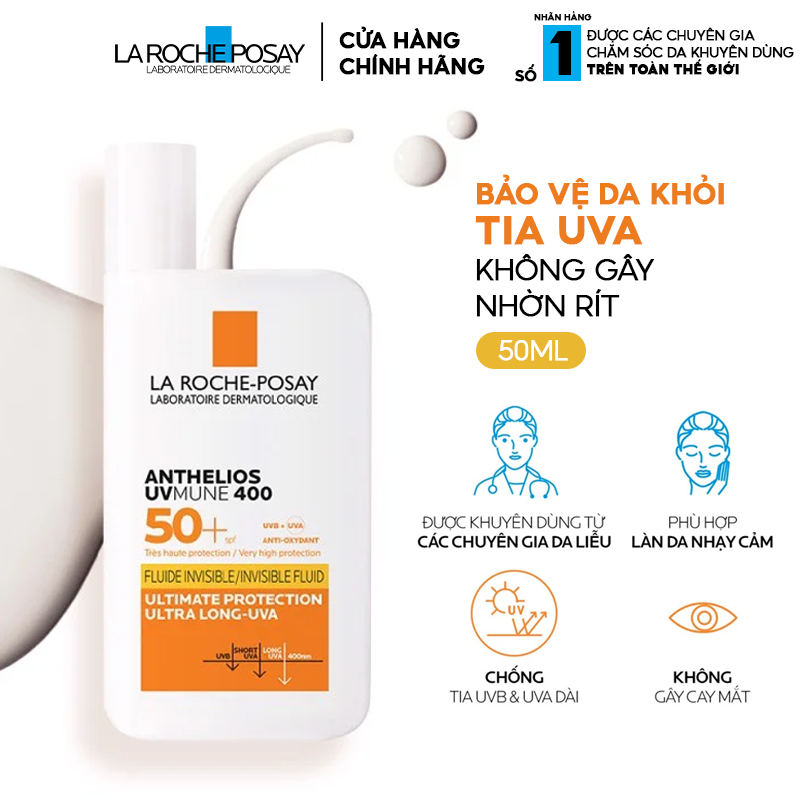 LA ROCHE POSAY
LABORATOIRE DERMATOLOGIQUE
CỬA HÀNG
CHÍNH HÃNG
NHÃN HÀNG
SỐ 1
ĐƯỢC CÁC CHUYÊN GIA
CHĂM SÓC DA KHUYÊN DÙNG
TRÊN TOÀN THẾ GIỚI
BẢO VỆ DA KHỎI
TIA UVA
KHÔNG GÂY
NHỜN RÍT
50ML
LA ROCHE-POSAY
LABORATOIRE DERMATOLOGIQUE
ANTHELIOS
UVMUNE 400
50+ spf
UVB + UVA
ANTI-OXYDANT
Très haute protection / Very high protection
FLUIDE INVISIBLE/INVISIBLE FLUID
ULTIMATE PROTECTION
ULTRA LONG-UVA
UVB SHORT UVA LONG UVA 400nm
ĐƯỢC KHUYÊN DÙNG TỪ
CÁC CHUYÊN GIA DA LIỄU
PHÙ HỢP
LÀN DA NHẠY CẢM
UV
CHỐNG
TIA UVB & UVA DÀI
KHÔNG
GÂY CAY MẮT